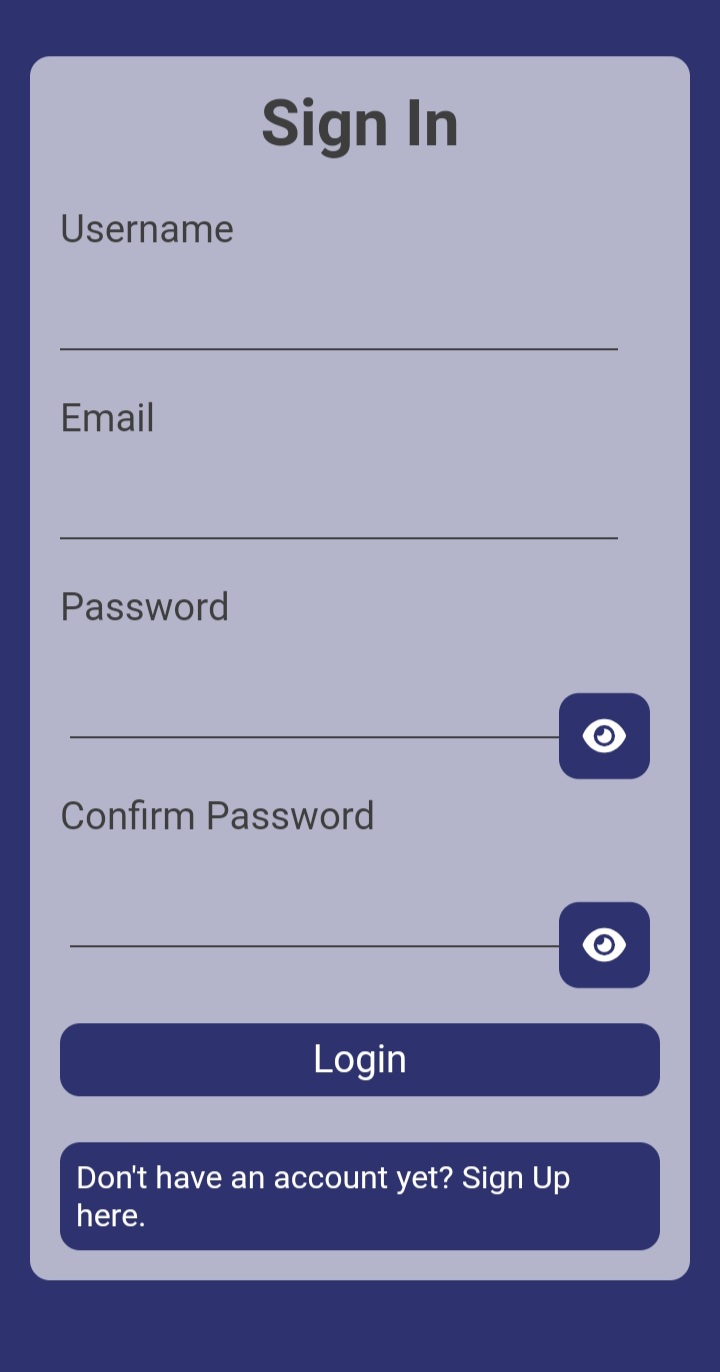 Sign In
Username
Email
Password
Confirm Password
Login
Don't have an account yet? Sign Up
here.